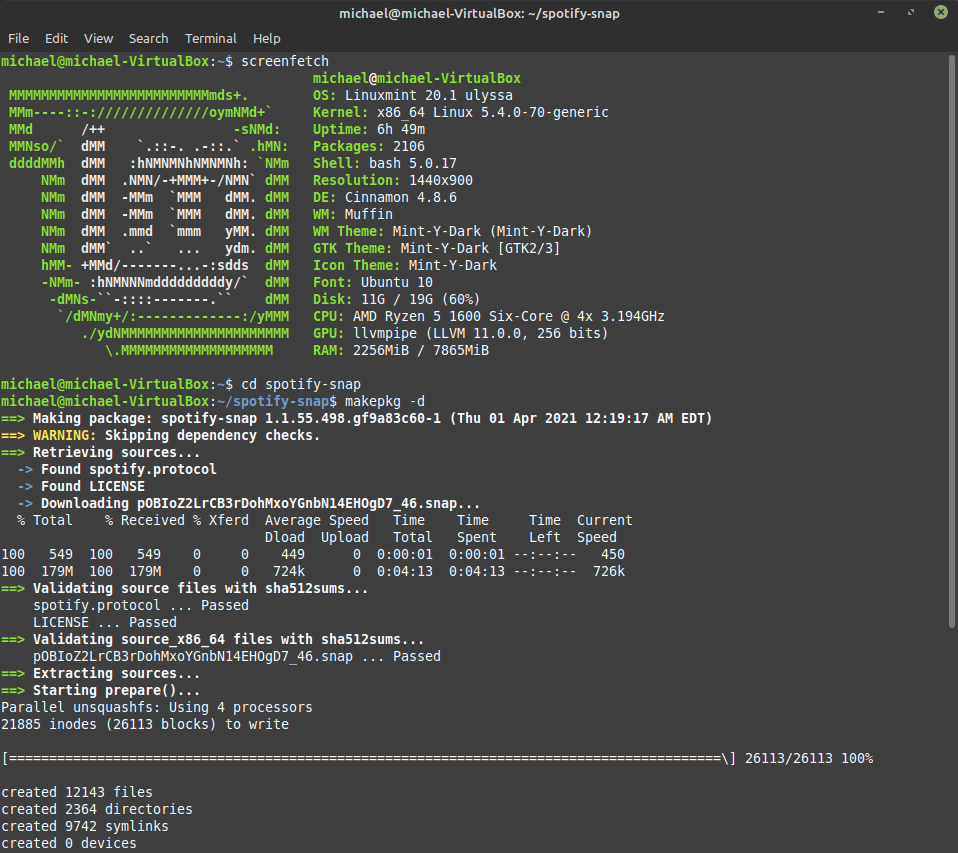 michael@michael-VirtualBox: ~/spotify-snap
File Edit View Search Terminal Help
michael@michael-VirtualBox:~$ screenfetch
michael@michael-VirtualBox
MMMMMMMMMMMMMMMMMMMMMMMMMmds+. OS: Linuxmint 20.1 ulyssa
MMm----::-://////////////oymNMd+` Kernel: x86_64 Linux 5.4.0-70-generic
MMd /++ -sNMd: Uptime: 6h 49m
MMNso/` dMM `.::-. .-::.` .hMN: Packages: 2106
ddddMMh dMM :hNMNMNhNMNMNh: `NMm Shell: bash 5.0.17
NMm dMM .NMN/-+MMM+-/NMN` dMM Resolution: 1440x900
NMm dMM -MMm `MMM dMM. dMM DE: Cinnamon 4.8.6
NMm dMM -MMm `MMM dMM. dMM WM: Muffin
NMm dMM .mmd `mmm yMM. dMM WM Theme: Mint-Y-Dark (Mint-Y-Dark)
NMm dMM` ..` ... ydm. dMM GTK Theme: Mint-Y-Dark [GTK2/3]
hMM- +MMd/-------...-:sdds dMM Icon Theme: Mint-Y-Dark
-NMm- :hNMNNNmdddddddddy/` dMM Font: Ubuntu 10
-dMNs-``-::::-------.`` dMM Disk: 11G / 19G (60%)
`/dMNmy+/:-------------:/yMMM CPU: AMD Ryzen 5 1600 Six-Core @ 4x 3.194GHz
./ydNMMMMMMMMMMMMMMMMMMMMM GPU: llvmpipe (LLVM 11.0.0, 256 bits)
\.MMMMMMMMMMMMMMMMMMM RAM: 2256MiB / 7865MiB
michael@michael-VirtualBox:~$ cd spotify-snap
michael@michael-VirtualBox:~/spotify-snap$ makepkg -d
==> Making package: spotify-snap 1.1.55.498.gf9a83c60-1 (Thu 01 Apr 2021 12:19:17 AM EDT)
==> WARNING: Skipping dependency checks.
==> Retrieving sources...
-> Found spotify.protocol
-> Found LICENSE
-> Downloading pOBIoZ2LrCB3rDohMxoYGnbN14EHOgD7_46.snap...
% Total % Received % Xferd Average Speed Time Time Time Current
Dload Upload Total Spent Left Speed
100 549 100 549 0 0 449 0 0:00:01 0:00:01 --:--:-- 450
100 179M 100 179M 0 0 724k 0 0:04:13 0:04:13 --:--:-- 726k
==> Validating source files with sha512sums...
spotify.protocol ... Passed
LICENSE ... Passed
==> Validating source_x86_64 files with sha512sums...
pOBIoZ2LrCB3rDohMxoYGnbN14EHOgD7_46.snap ... Passed
==> Extracting sources...
==> Starting prepare()...
Parallel unsquashfs: Using 4 processors
21885 inodes (26113 blocks) to write
[=========================================================================================\] 26113/26113 100%
created 12143 files
created 2364 directories
created 9742 symlinks
created 0 devices